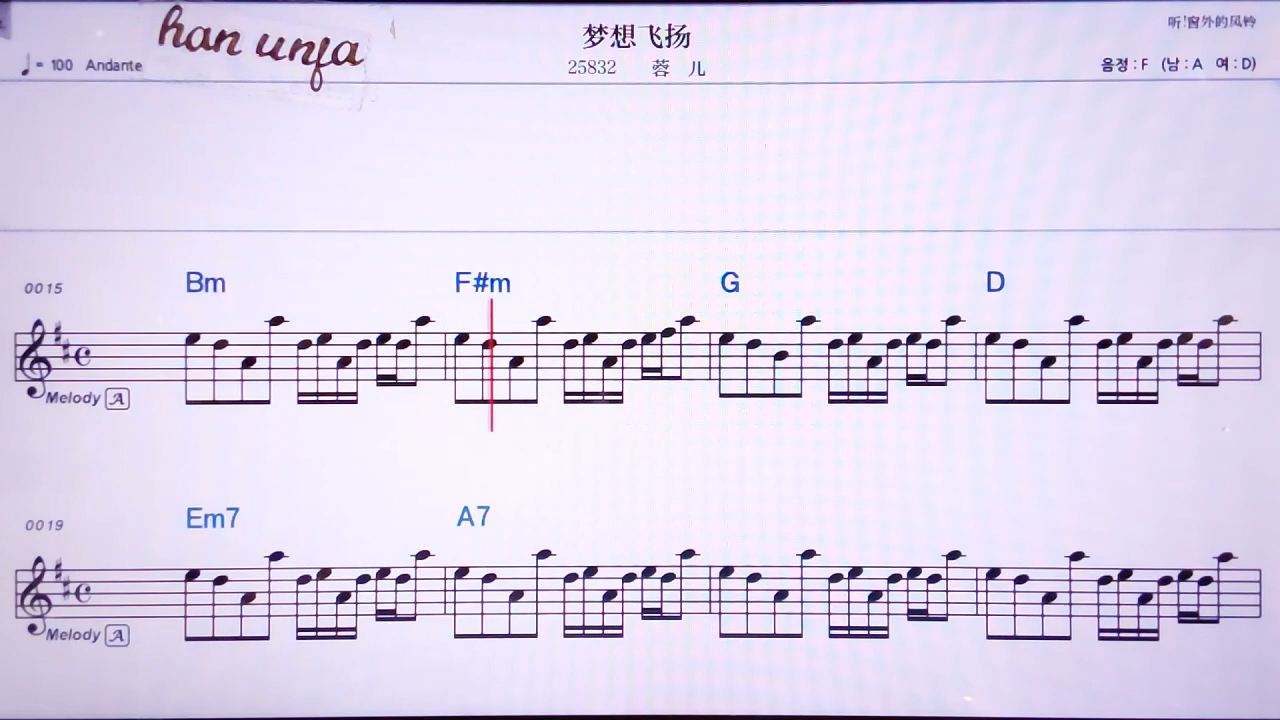 han unfa
梦想飞扬
听!窗外的风铃
♩= 100 Andante
25832 蓉 儿
음정 : F (남 : A 여 : D)
0015 Bm F#m G D
Melody A
0019 Em7 A7
Melody A